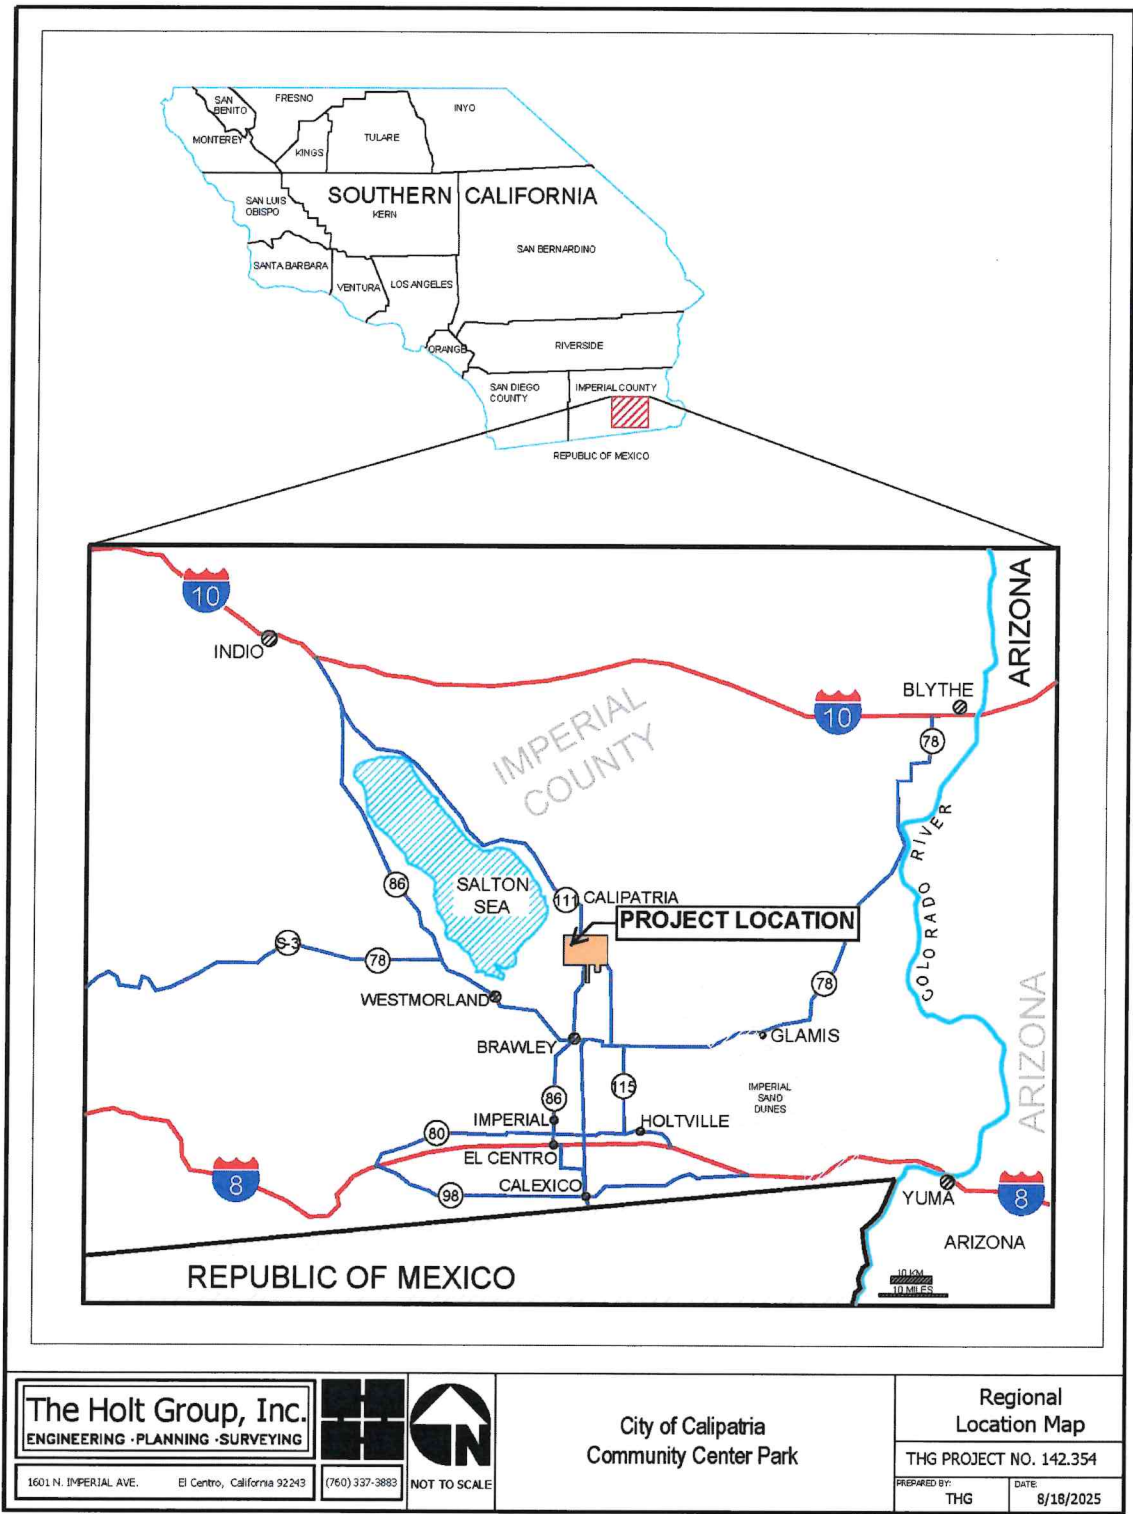 FRESNO
INYO
SAN
BENITO
MONTEREY
KINGS
TULARE
SOUTHERN CALIFORNIA
KERN
SAN LUIS
OBISPO
SAN BERNARDINO
SANTA BARBARA
VENTURA
LOS ANGELES
ORANGE
RIVERSIDE
SAN DIEGO
COUNTY
IMPERIAL COUNTY
REPUBLIC OF MEXICO
10
INDIO
ARIZONA
BLYTHE
10
78
IMPERIAL
COUNTY
COLORADO RIVER
86
SALTON
SEA
111
CALIPATRIA
PROJECT LOCATION
S-3
78
78
WESTMORLAND
BRAWLEY
GLAMIS
ARIZONA
86
115
IMPERIAL
SAND
DUNES
IMPERIAL
HOLTVILLE
80
EL CENTRO
8
98
CALEXICO
YUMA
8
ARIZONA
REPUBLIC OF MEXICO
10 KM
10 MILES
The Holt Group, Inc.
ENGINEERING · PLANNING · SURVEYING
1601 N. IMPERIAL AVE. El Centro, California 92243
(760) 337-3883
N
NOT TO SCALE
City of Calipatria
Community Center Park
Regional
Location Map
THG PROJECT NO. 142.354
PREPARED BY:
THG
DATE:
8/18/2025